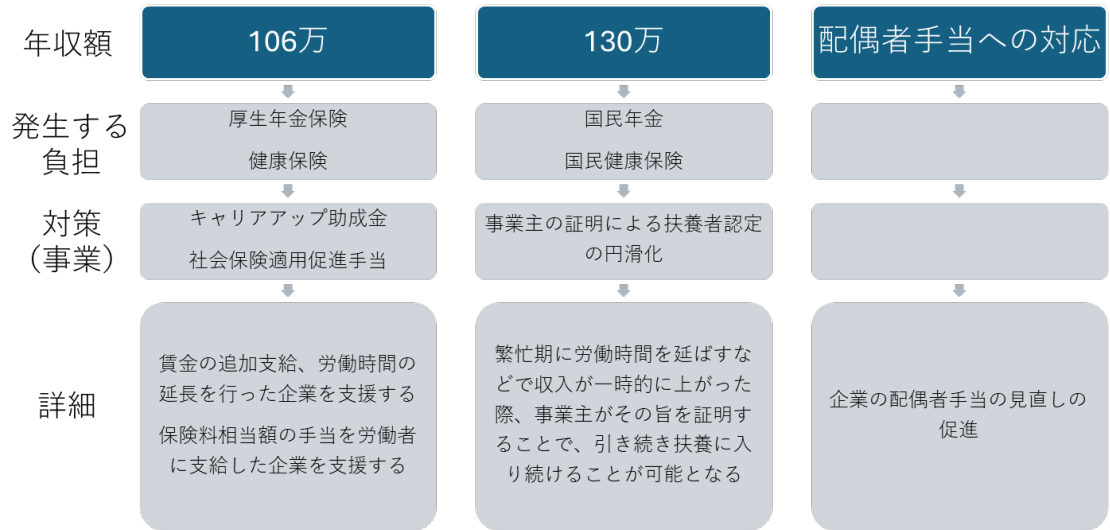 年収額
106万
130万
配偶者手当への対応
発生する
負担
厚生年金保険
健康保険
国民年金
国民健康保険
対策
（事業）
キャリアアップ助成金
社会保険適用促進手当
事業主の証明による扶養者認定
の円滑化
詳細
賃金の追加支給、労働時間の
延長を行った企業を支援する
保険料相当額の手当を労働者
に支給した企業を支援する
繁忙期に労働時間を延ばすな
どで収入が一時的に上がった
際、事業主がその旨を証明す
ることで、引き続き扶養に入
り続けることが可能となる
企業の配偶者手当の見直しの
促進